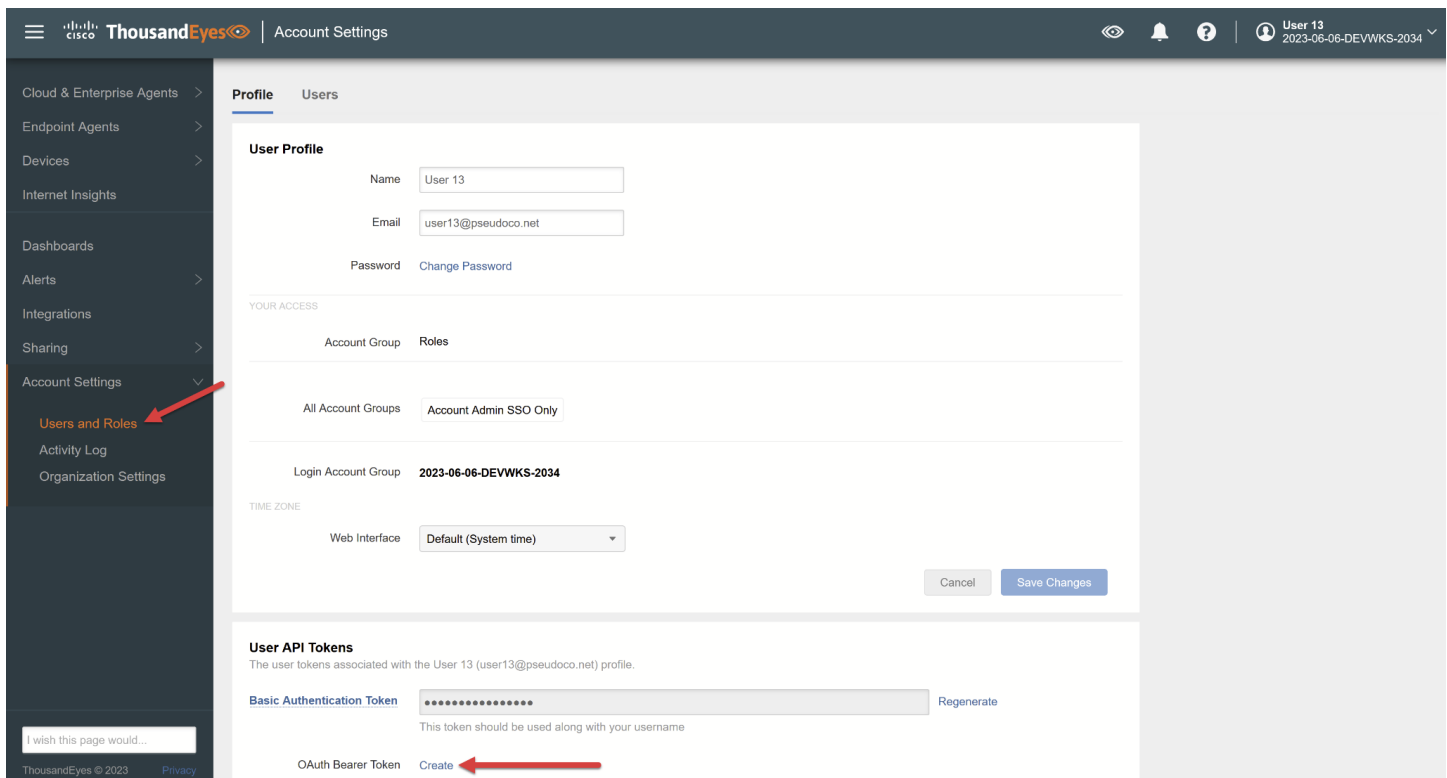 cisco ThousandEyes | Account Settings
User 13
2023-06-06-DEVWKS-2034
Cloud & Enterprise Agents
Endpoint Agents
Devices
Internet Insights
Dashboards
Alerts
Integrations
Sharing
Account Settings
Users and Roles
Activity Log
Organization Settings
I wish this page would...
ThousandEyes © 2023 Privacy
Profile Users
User Profile
Name User 13
Email user13@pseudoco.net
Password Change Password
YOUR ACCESS
Account Group Roles
All Account Groups Account Admin SSO Only
Login Account Group 2023-06-06-DEVWKS-2034
TIME ZONE
Web Interface Default (System time)
Cancel Save Changes
User API Tokens
The user tokens associated with the User 13 (user13@pseudoco.net) profile.
Basic Authentication Token •••••••••••••••• Regenerate
This token should be used along with your username
OAuth Bearer Token Create